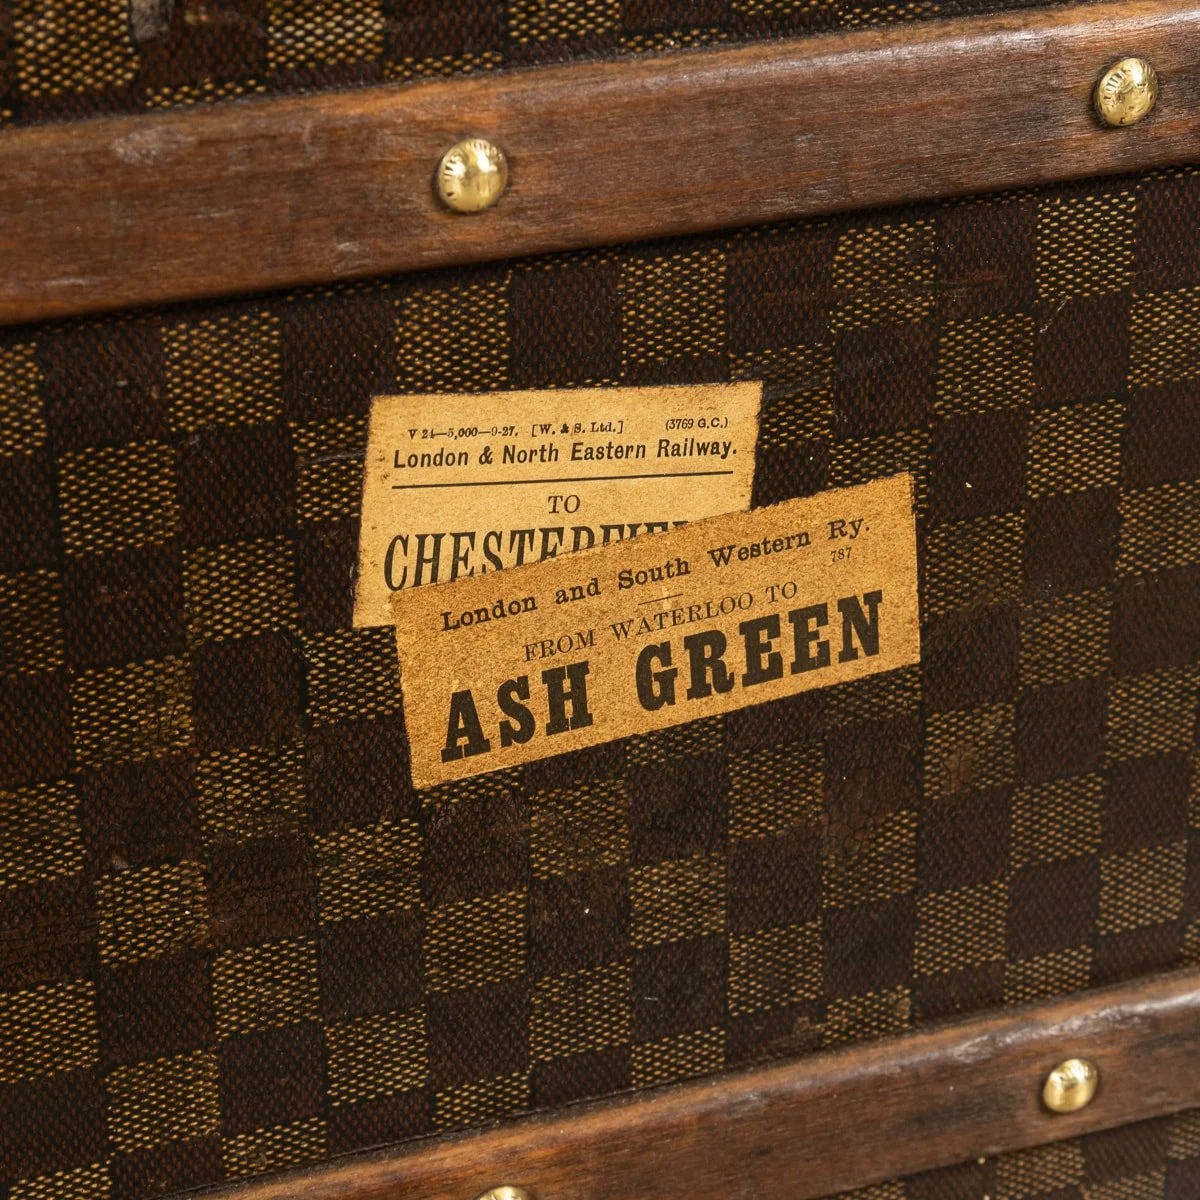 V 24—5,000—9-27. [W. & S. Ltd.] (3769 G.C.)
London & North Eastern Railway.
TO
CHESTERFIE
London and South Western Ry.
787
FROM WATERLOO TO
ASH GREEN